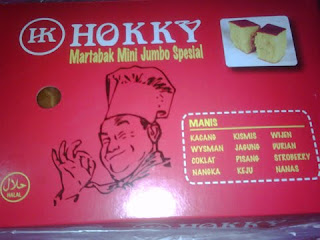 HK HOKKY
Martabak Mini Jumbo Spesial
MANIS
KACANG KISMIS WIJEN
WYSMAN JAGUNG DURIAN
COKLAT PISANG STROBERRY
NANGKA KEJU NANAS
حلال
HALAL